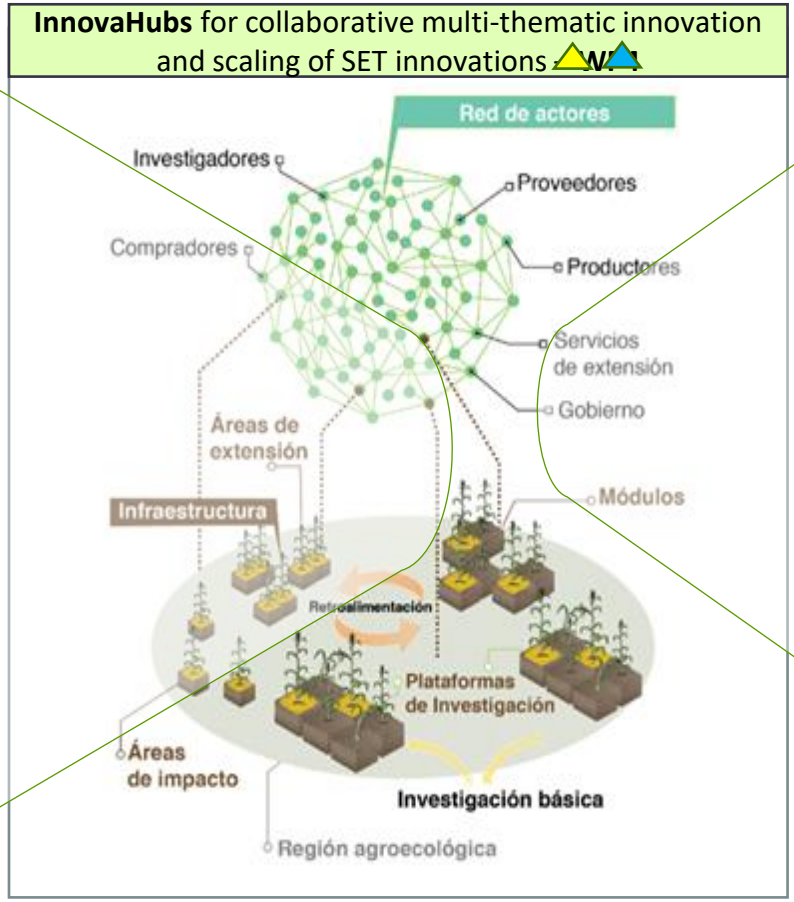 InnovaHubs for collaborative multi-thematic innovation
and scaling of SET innovations
Red de actores
Investigadores
Proveedores
Compradores
Productores
Servicios
de extensión
Gobierno
Áreas de
extensión
Infraestructura
Módulos
Retroalimentación
Plataformas
de Investigación
Áreas
de impacto
Investigación básica
Región agroecológica